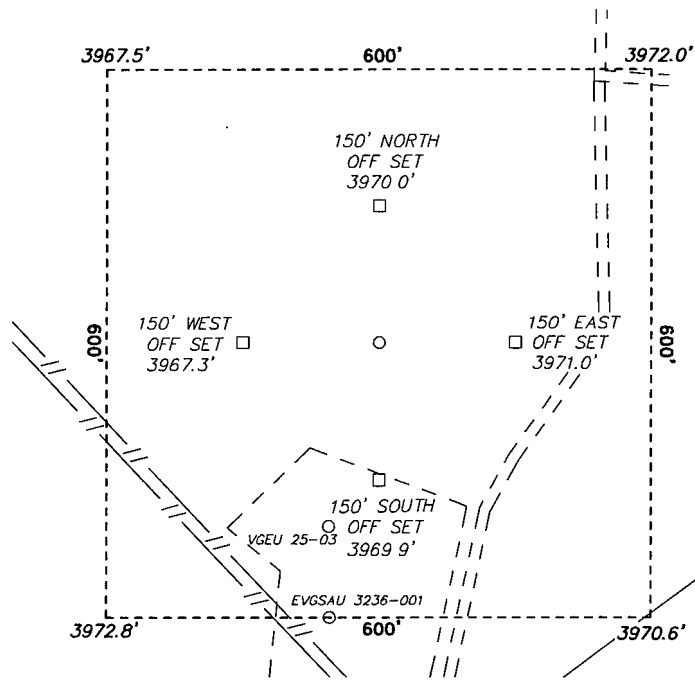 3967.5'
600'
3972.0'
150' NORTH
OFF SET
3970 0'
600'
150' WEST
OFF SET
3967.3'
150' EAST
OFF SET
3971.0'
600'
150' SOUTH
OFF SET
3969 9'
VGEU 25-03
EVGSAU 3236-001
3972.8'
600'
3970.6'